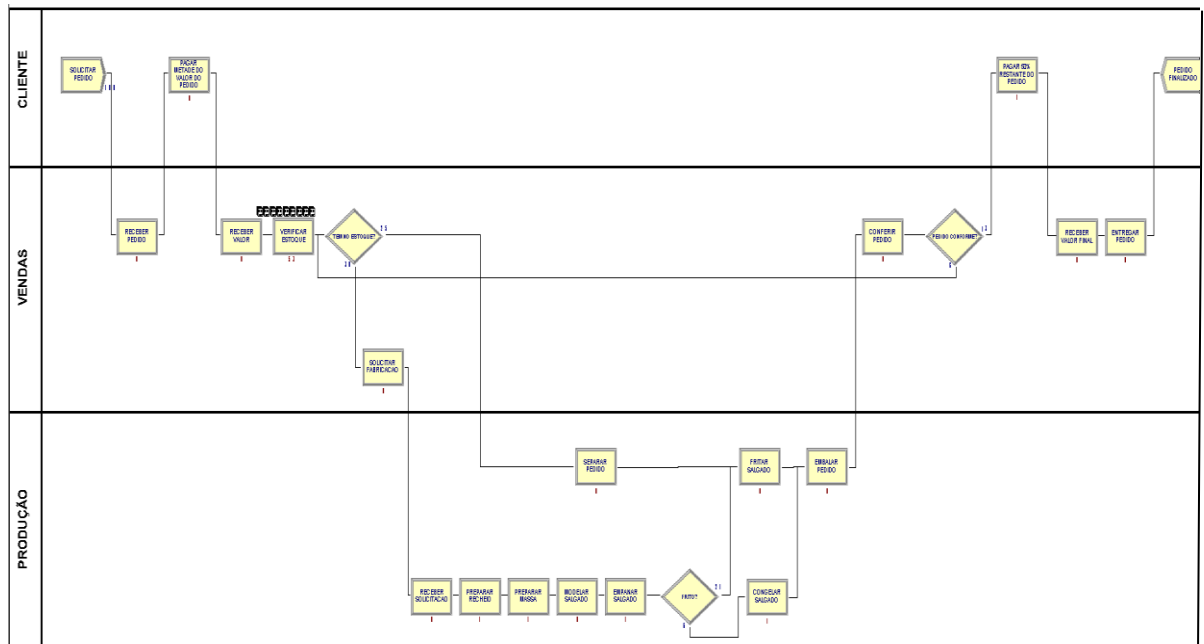 CLIENTE
SOLICITAR
PEDIDO
PAGAR
METADE DO
VALOR DO
PEDIDO
PAGAR 50%
RESTANTE DO
PEDIDO
PEDIDO
FINALIZADO
VENDAS
RECEBER
PEDIDO
RECEBER
VALOR
VERIFICAR
ESTOQUE
TEM NO ESTOQUE?
CONFERIR
PEDIDO
PEDIDO CONFORME?
RECEBER
VALOR FINAL
ENTREGAR
PEDIDO
SOLICITAR
FABRICACAO
PRODUÇÃO
SEPARAR
PEDIDO
FRITAR
SALGADO
EMBALAR
PEDIDO
RECEBER
SOLICITACAO
PREPARAR
RECHEIO
PREPARAR
MASSA
MODELAR
SALGADO
EMPANAR
SALGADO
FRITO?
CONGELAR
SALGADO